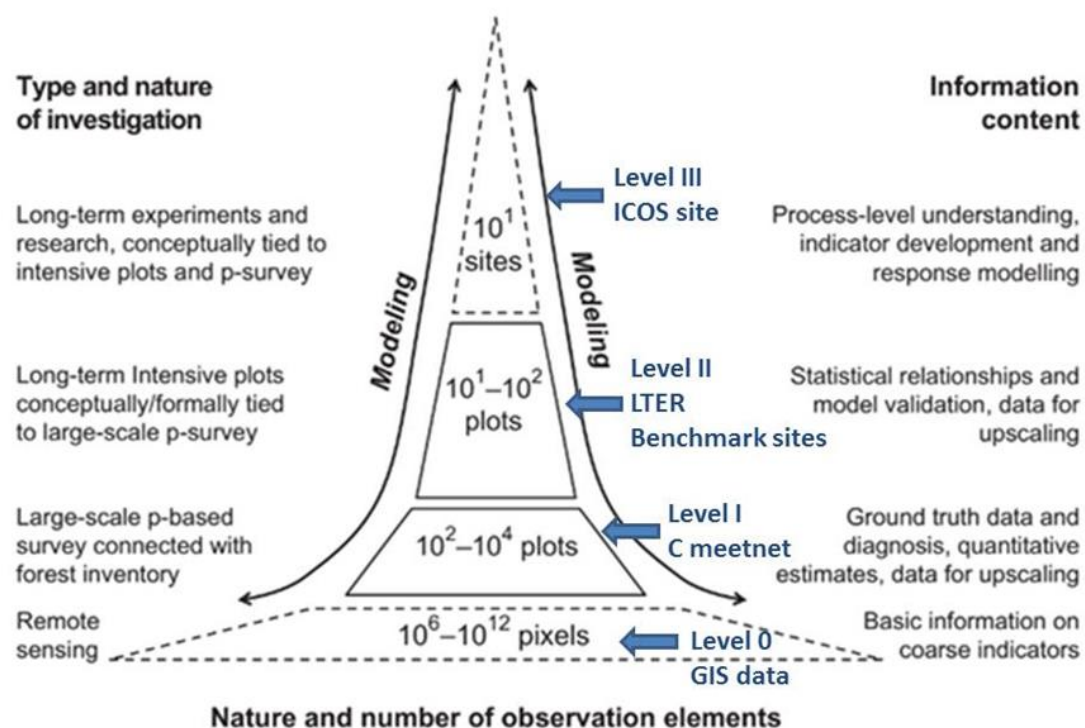 Type and nature
of investigation
Information
content
Level III
ICOS site
Long-term experiments and
research, conceptually tied to
intensive plots and p-survey
10¹
sites
Process-level understanding,
indicator development and
response modelling
Modeling
Modeling
Long-term Intensive plots
conceptually/formally tied
to large-scale p-survey
10¹–10²
plots
Level II
LTER
Benchmark sites
Statistical relationships and
model validation, data for
upscaling
Large-scale p-based
survey connected with
forest inventory
10²–10⁴ plots
Level I
C meetnet
Ground truth data and
diagnosis, quantitative
estimates, data for upscaling
Remote
sensing
10⁶–10¹² pixels
Level 0
GIS data
Basic information on
coarse indicators
Nature and number of observation elements